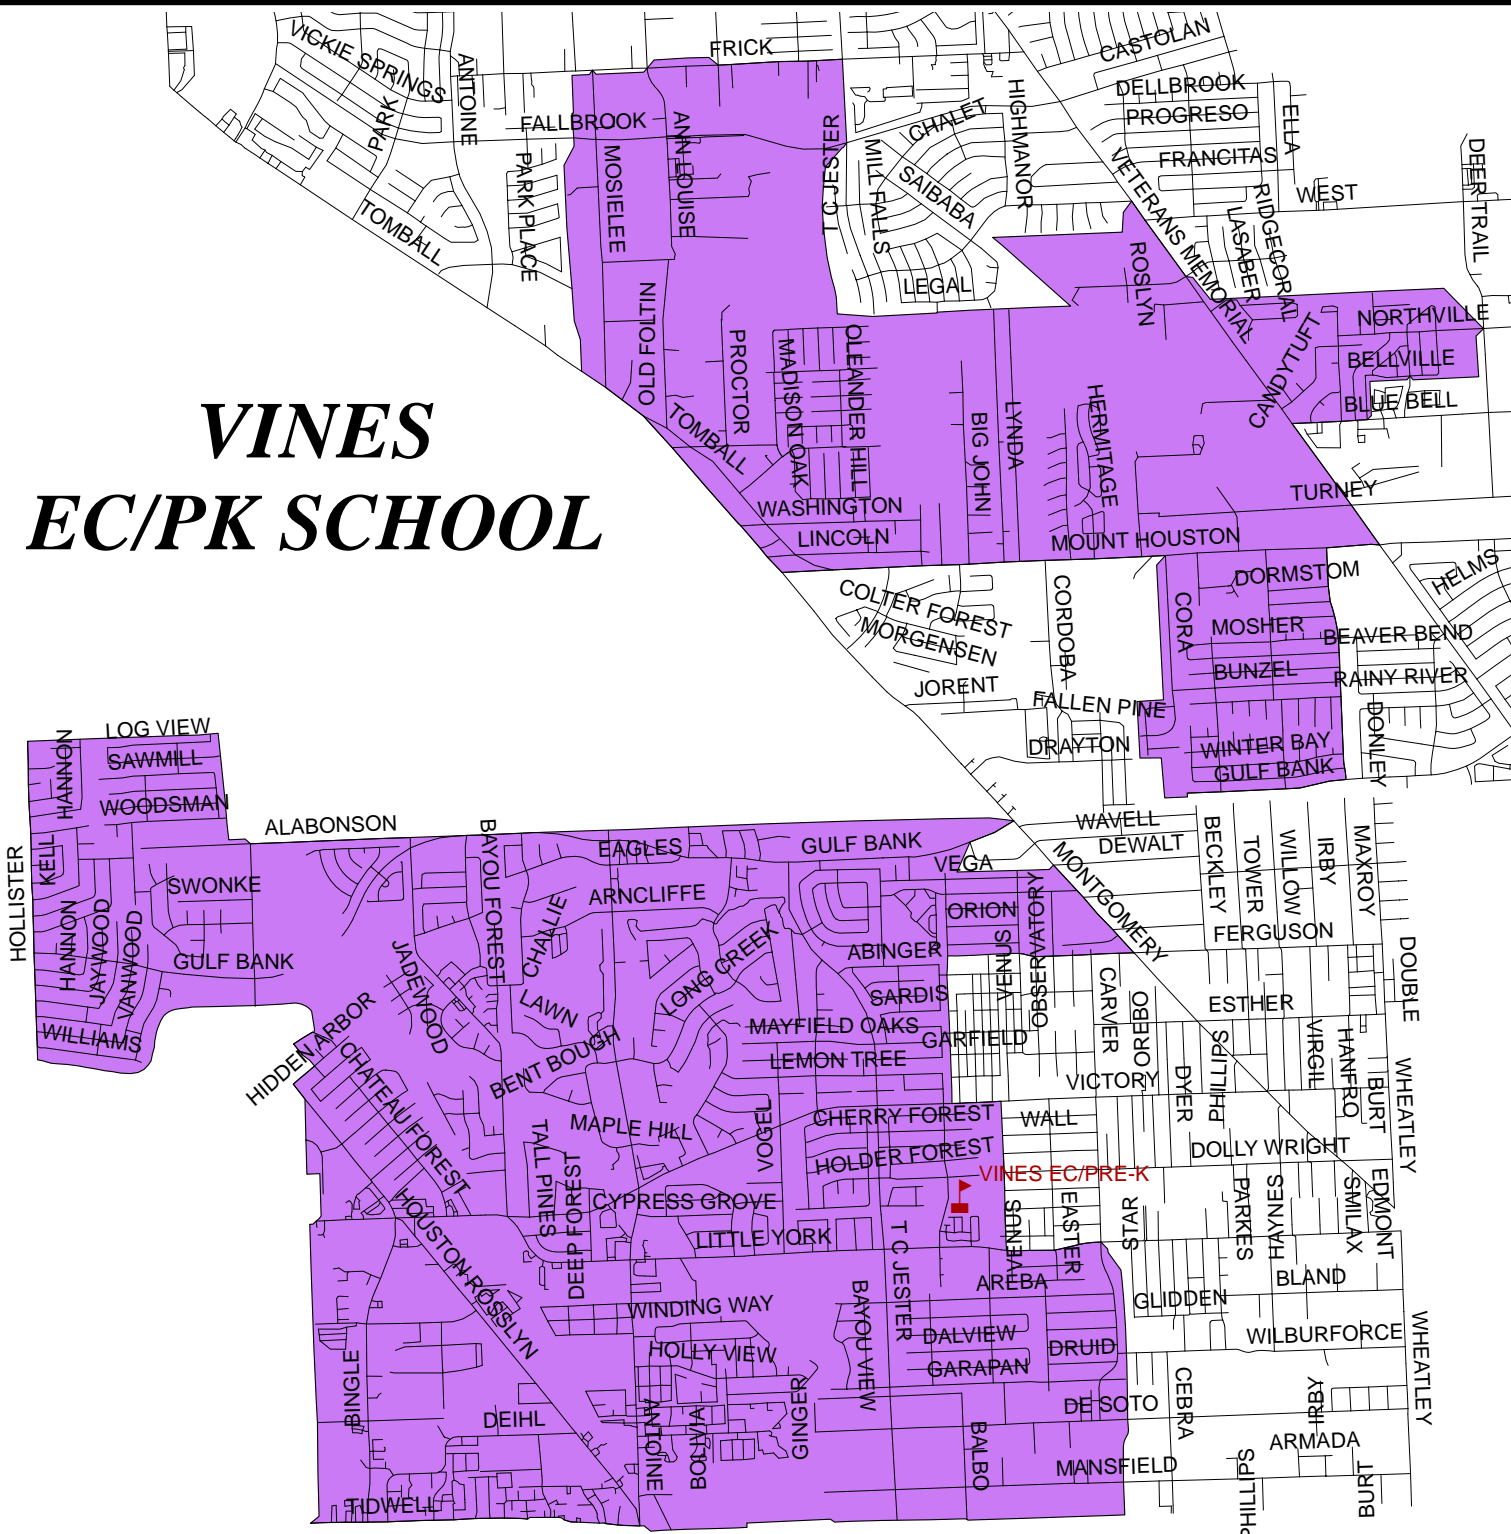 FRICK
CASTOLAN
VICKIE SPRINGS
ANTOINE
DELLBROOK
PROGRESO
ELLA
PARK
FALLBROOK
ANN LOUISE
T C JESTER
CHALET
HIGHMANOR
MOSIELEE
PARK PLACE
MILL FALLS
SAIBABA
VETERANS MEMORIAL
FRANCITAS
WEST
DEER TRAIL
TOMBALL
RIDGECORAL
LASABER
ROSLYN
LEGAL
OLD FOLTIN
PROCTOR
MADISON OAK
OLEANDER HILL
NORTHVILLE
CANDYTUFT
BELLVILLE
BLUE BELL
VINES
EC/PK SCHOOL
TOMBALL
BIG JOHN
LYNDA
HERMITAGE
TURNEY
WASHINGTON
LINCOLN
MOUNT HOUSTON
COLTER FOREST
MORGENSEN
CORDOBA
CORA
DORMSTOM
HELMS
MOSHER
BEAVER BEND
BUNZEL
RAINY RIVER
JORENT
FALLEN PINE
DRAYTON
WINTER BAY
GULF BANK
DONLEY
LOG VIEW
HANNON
SAWMILL
WOODSMAN
ALABONSON
HOLLISTER
KELL
SWONKE
BAYOU FOREST
EAGLES
GULF BANK
VEGA
WAVELL
DEWALT
MONTGOMERY
BECKLEY
TOWER
WILLOW
IRBY
MAXROY
ARNCLIFFE
CHALLIE
ORION
OBSERVATORY
VENUS
FERGUSON
HANNON
JAYWOOD
VANWOOD
GULF BANK
JADEWOOD
LONG CREEK
ABINGER
SARDIS
CARVER
OREBO
ESTHER
DOUBLE
WILLIAMS
HIDDEN ARBOR
LAWN
BENT BOUGH
MAYFIELD OAKS
GARFIELD
LEMON TREE
CHATEAU FOREST
VICTORY
DYER
PHILLIPS
VIRGIL
HANFRO
BURT
WHEATLEY
TALL PINES
MAPLE HILL
VOGEL
CHERRY FOREST
WALL
HOLDER FOREST
DOLLY WRIGHT
VINES EC/PRE-K
HOUSTON ROSSLYN
DEEP FOREST
CYPRESS GROVE
LITTLE YORK
T C JESTER
VENUS
EASTER
STAR
PARKES
HAYNES
SMILAX
EDMONT
AREBA
BLAND
GLIDDEN
WINDING WAY
BAYOU VIEW
DALVIEW
DRUID
WILBURFORCE
WHEATLEY
HOLLY VIEW
GARAPAN
BINGLE
DEIHL
ANTOINE
BOLIVIA
GINGER
BALBO
DE SOTO
CEBRA
IRBY
ARMADA
MANSFIELD
PHILLIPS
BURT
TIDWELL